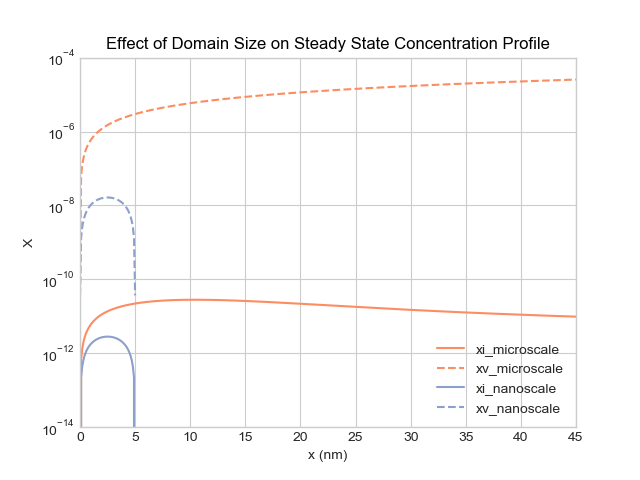 Effect of Domain Size on Steady State Concentration Profile
10⁻⁴
10⁻⁶
10⁻⁸
10⁻¹⁰
10⁻¹²
10⁻¹⁴
X
xi_microscale
xv_microscale
xi_nanoscale
xv_nanoscale
0 5 10 15 20 25 30 35 40 45
x (nm)